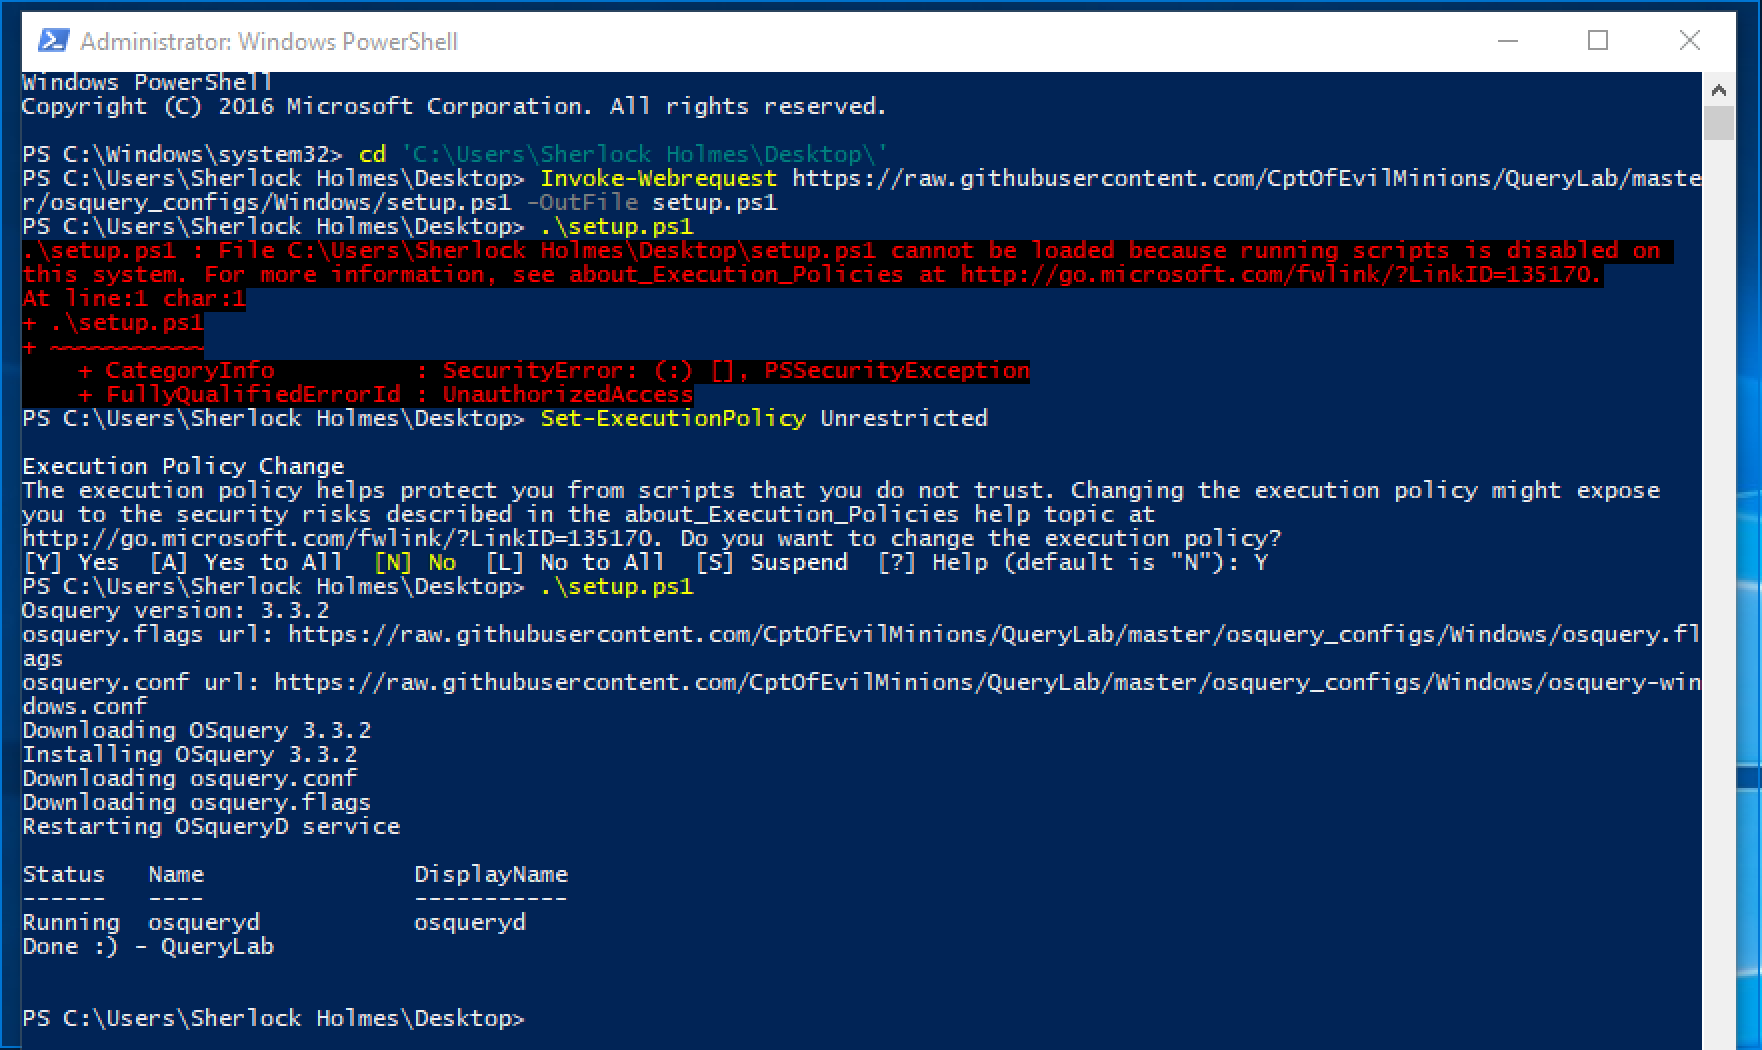 Administrator: Windows PowerShell
Windows PowerShell
Copyright (C) 2016 Microsoft Corporation. All rights reserved.
PS C:\Windows\system32> cd 'C:\Users\Sherlock Holmes\Desktop\'
PS C:\Users\Sherlock Holmes\Desktop> Invoke-Webrequest https://raw.githubusercontent.com/CptOfEvilMinions/QueryLab/maste
r/osquery_configs/Windows/setup.ps1 -OutFile setup.ps1
PS C:\Users\Sherlock Holmes\Desktop> .\setup.ps1
.\setup.ps1 : File C:\Users\Sherlock Holmes\Desktop\setup.ps1 cannot be loaded because running scripts is disabled on
this system. For more information, see about_Execution_Policies at http://go.microsoft.com/fwlink/?LinkID=135170.
At line:1 char:1
+ .\setup.ps1
+ ~~~~~~~~~~~
    + CategoryInfo          : SecurityError: (:) [], PSSecurityException
    + FullyQualifiedErrorId : UnauthorizedAccess
PS C:\Users\Sherlock Holmes\Desktop> Set-ExecutionPolicy Unrestricted
Execution Policy Change
The execution policy helps protect you from scripts that you do not trust. Changing the execution policy might expose
you to the security risks described in the about_Execution_Policies help topic at
http://go.microsoft.com/fwlink/?LinkID=135170. Do you want to change the execution policy?
[Y] Yes  [A] Yes to All  [N] No  [L] No to All  [S] Suspend  [?] Help (default is "N"): Y
PS C:\Users\Sherlock Holmes\Desktop> .\setup.ps1
Osquery version: 3.3.2
osquery.flags url: https://raw.githubusercontent.com/CptOfEvilMinions/QueryLab/master/osquery_configs/Windows/osquery.fl
ags
osquery.conf url: https://raw.githubusercontent.com/CptOfEvilMinions/QueryLab/master/osquery_configs/Windows/osquery-win
dows.conf
Downloading OSquery 3.3.2
Installing OSquery 3.3.2
Downloading osquery.conf
Downloading osquery.flags
Restarting OSqueryD service
Status   Name               DisplayName
------   ----               -----------
Running  osqueryd           osqueryd
Done :) - QueryLab
PS C:\Users\Sherlock Holmes\Desktop>